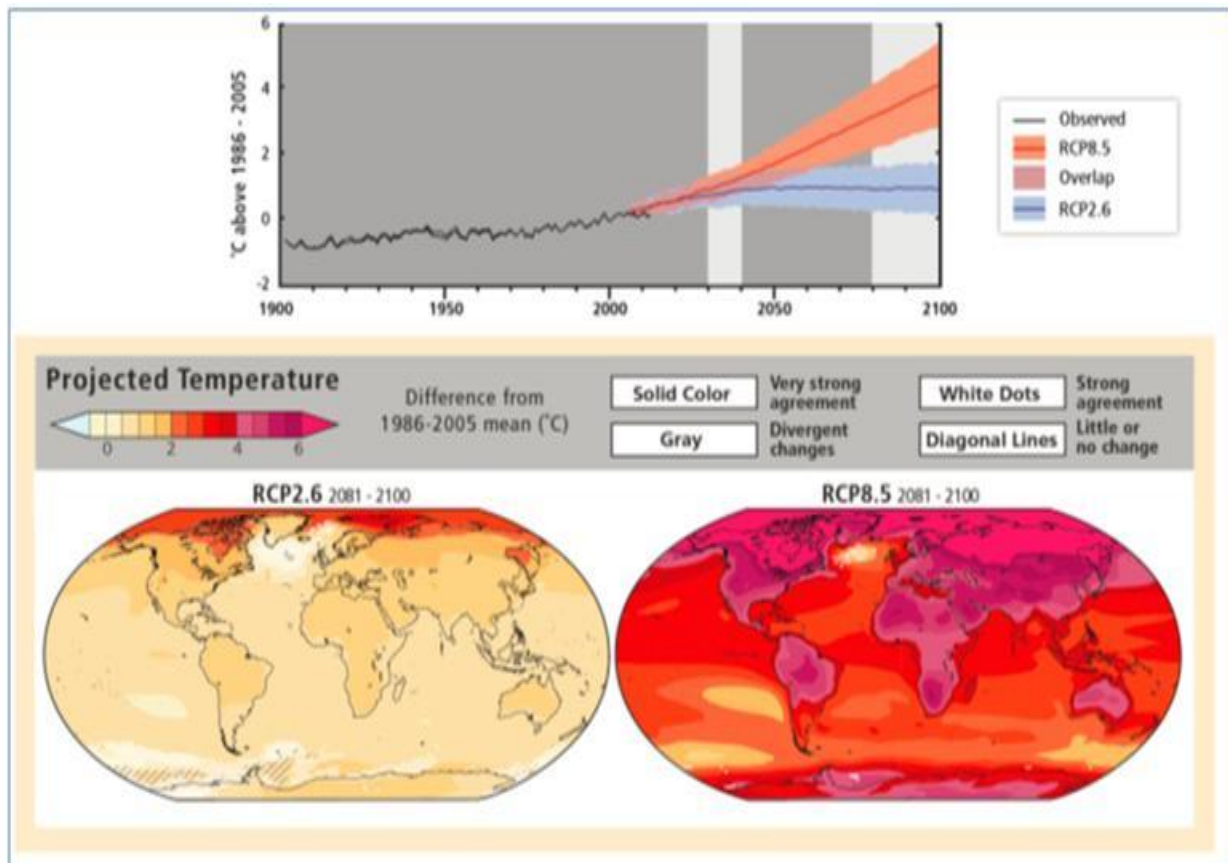 6
4
2
0
-2
°C above 1986 - 2005
1900
1950
2000
2050
2100
Observed
RCP8.5
Overlap
RCP2.6
Projected Temperature
0
2
4
6
Difference from
1986-2005 mean (°C)
Solid Color
Very strong
agreement
White Dots
Strong
agreement
Gray
Divergent
changes
Diagonal Lines
Little or
no change
RCP2.6 2081 - 2100
RCP8.5 2081 - 2100